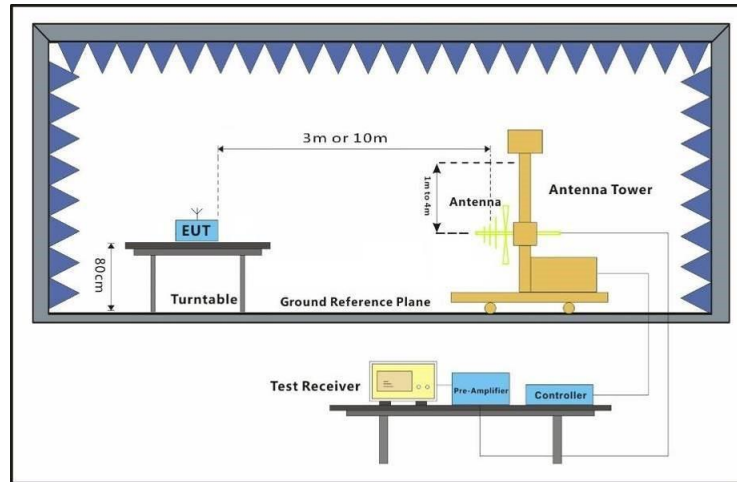 3m or 10m
1m to 4m
Antenna
Antenna Tower
EUT
80cm
Turntable
Ground Reference Plane
Test Receiver
Pre-Amplifier
Controller